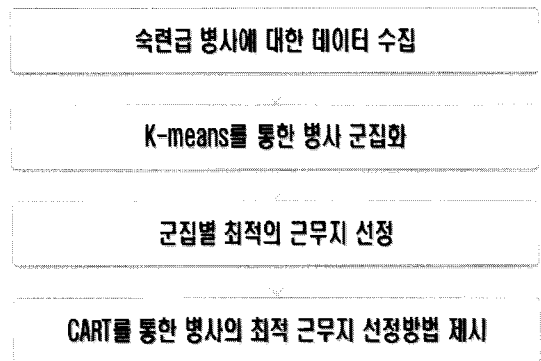 숙련급 병사에 대한 데이터 수집
K-means를 통한 병사 군집화
군집별 최적의 근무지 선정
CART를 통한 병사의 최적 근무지 선정방법 제시